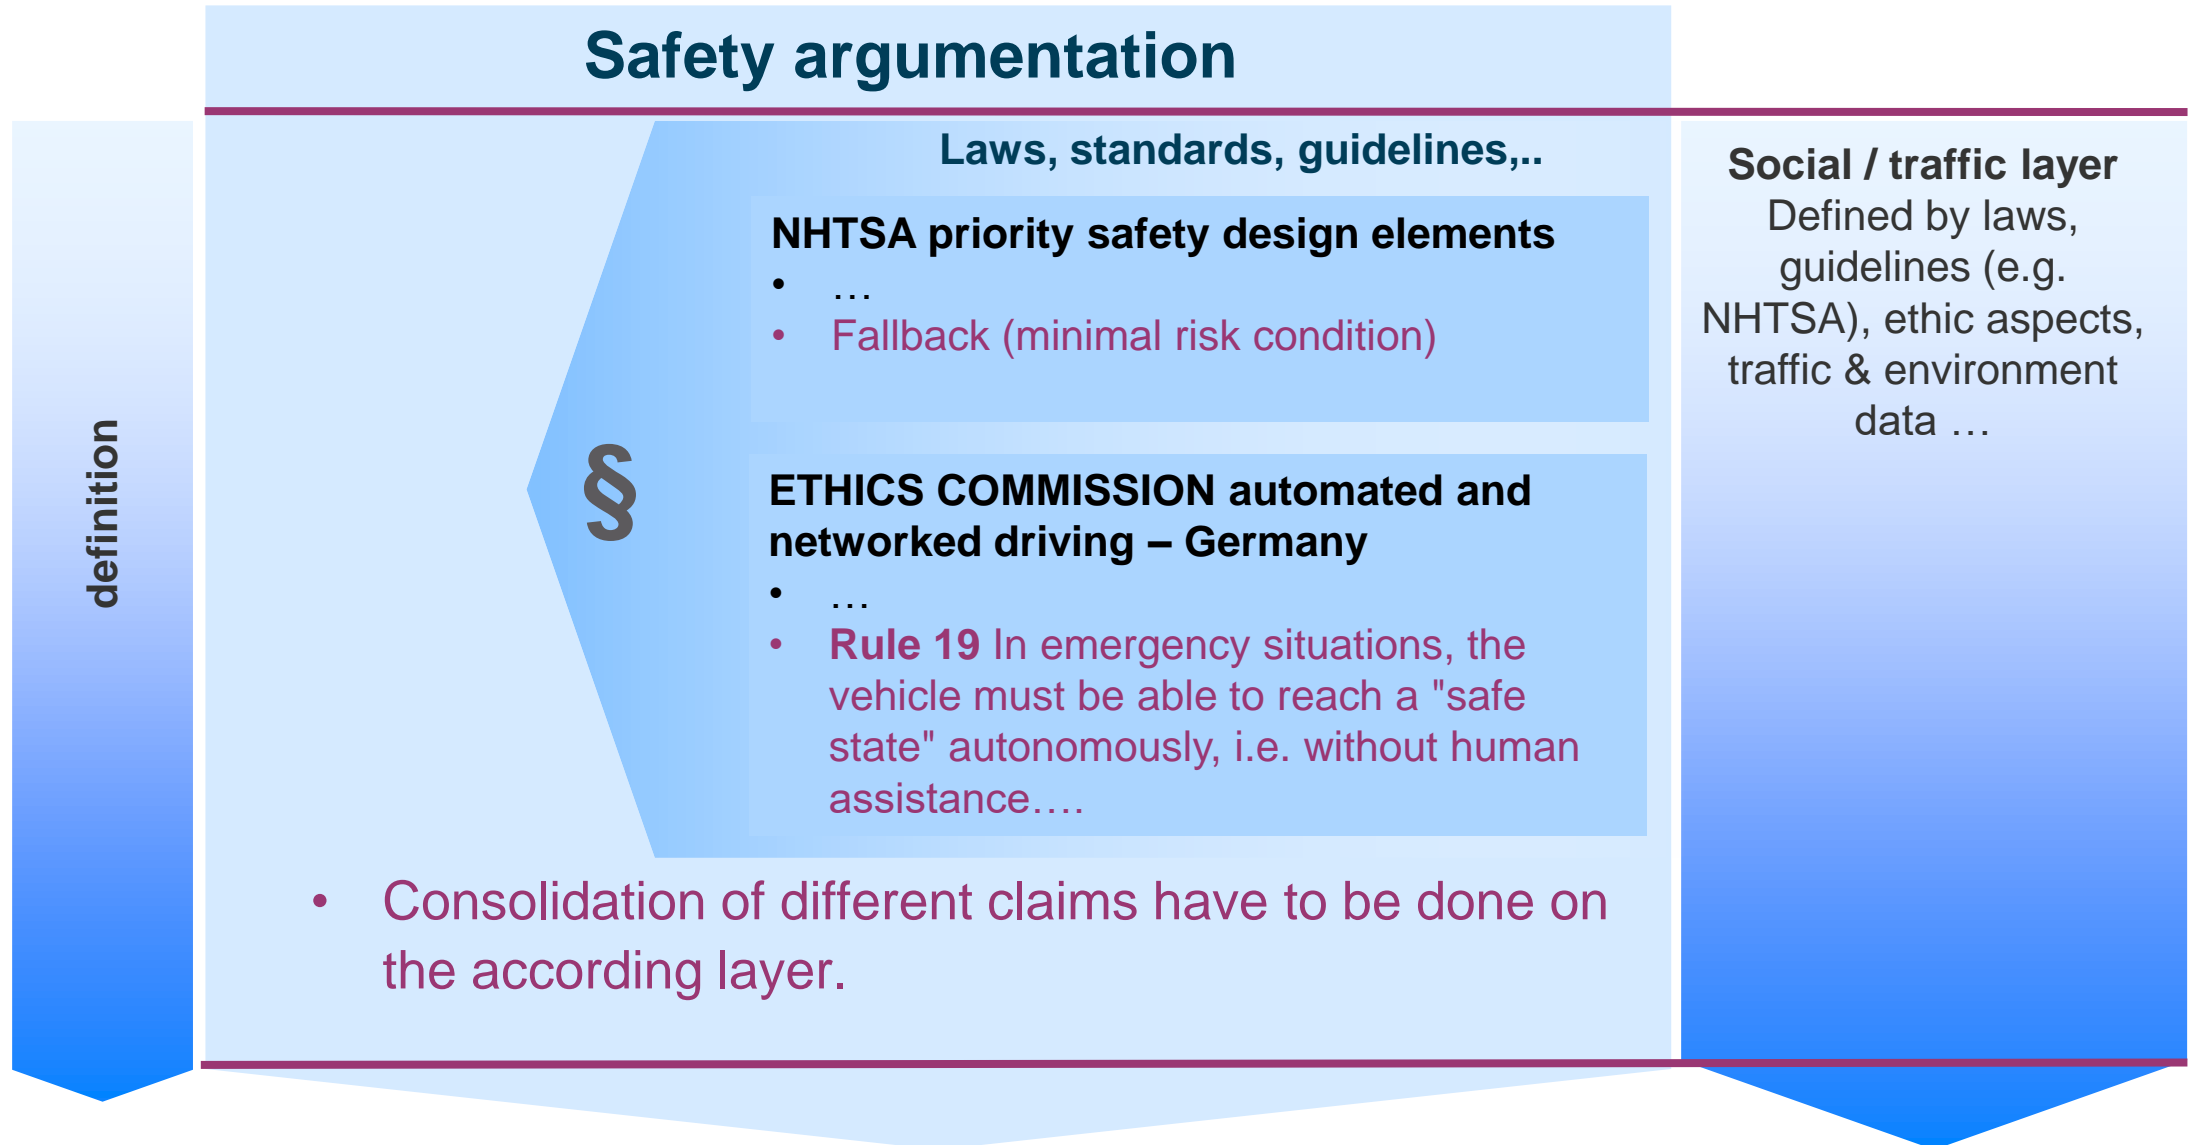 Safety argumentation
definition
Laws, standards, guidelines,..
NHTSA priority safety design elements
• …
• Fallback (minimal risk condition)
§
ETHICS COMMISSION automated and
networked driving – Germany
• …
• Rule 19 In emergency situations, the
vehicle must be able to reach a "safe
state" autonomously, i.e. without human
assistance….
• Consolidation of different claims have to be done on
the according layer.
Social / traffic layer
Defined by laws,
guidelines (e.g.
NHTSA), ethic aspects,
traffic & environment
data …